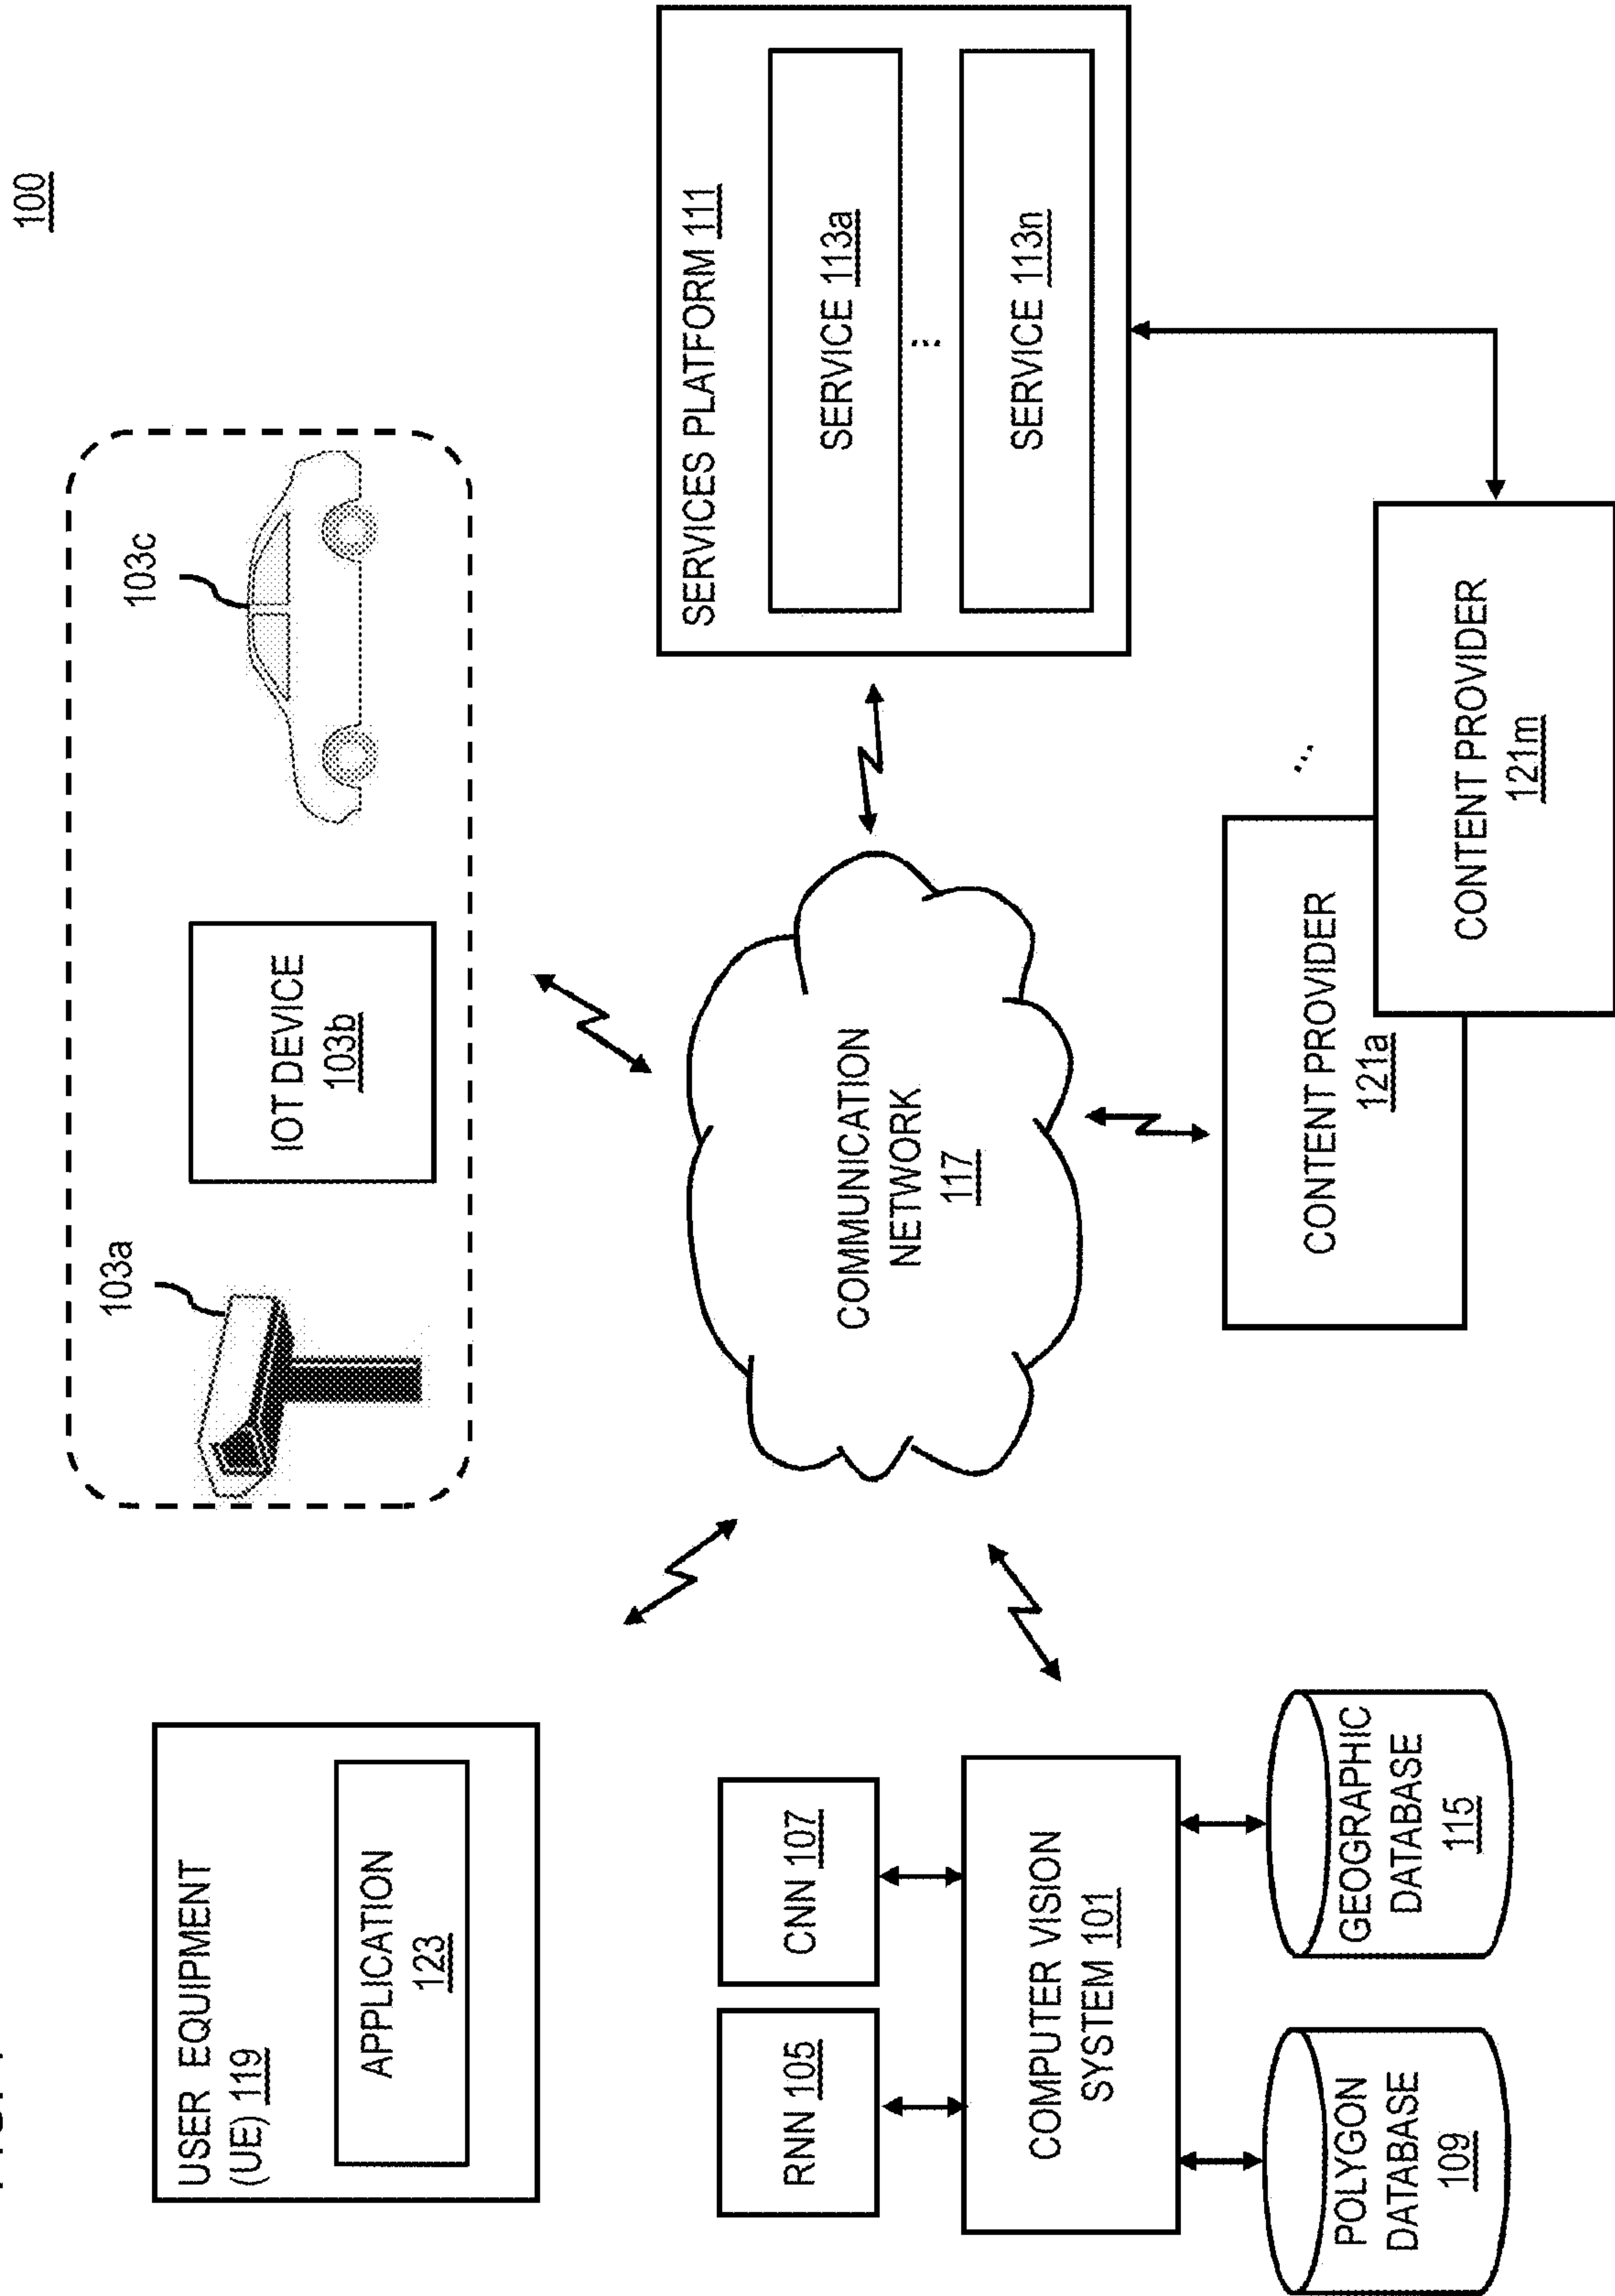 100
103a
IOT DEVICE
103b
103c
USER EQUIPMENT
(UE) 119
APPLICATION
123
COMMUNICATION
NETWORK
117
SERVICES PLATFORM 111
SERVICE 113a
...
SERVICE 113n
RNN 105
CNN 107
COMPUTER VISION
SYSTEM 101
POLYGON
DATABASE
109
GEOGRAPHIC
DATABASE
115
CONTENT PROVIDER
121a
...
CONTENT PROVIDER
121m